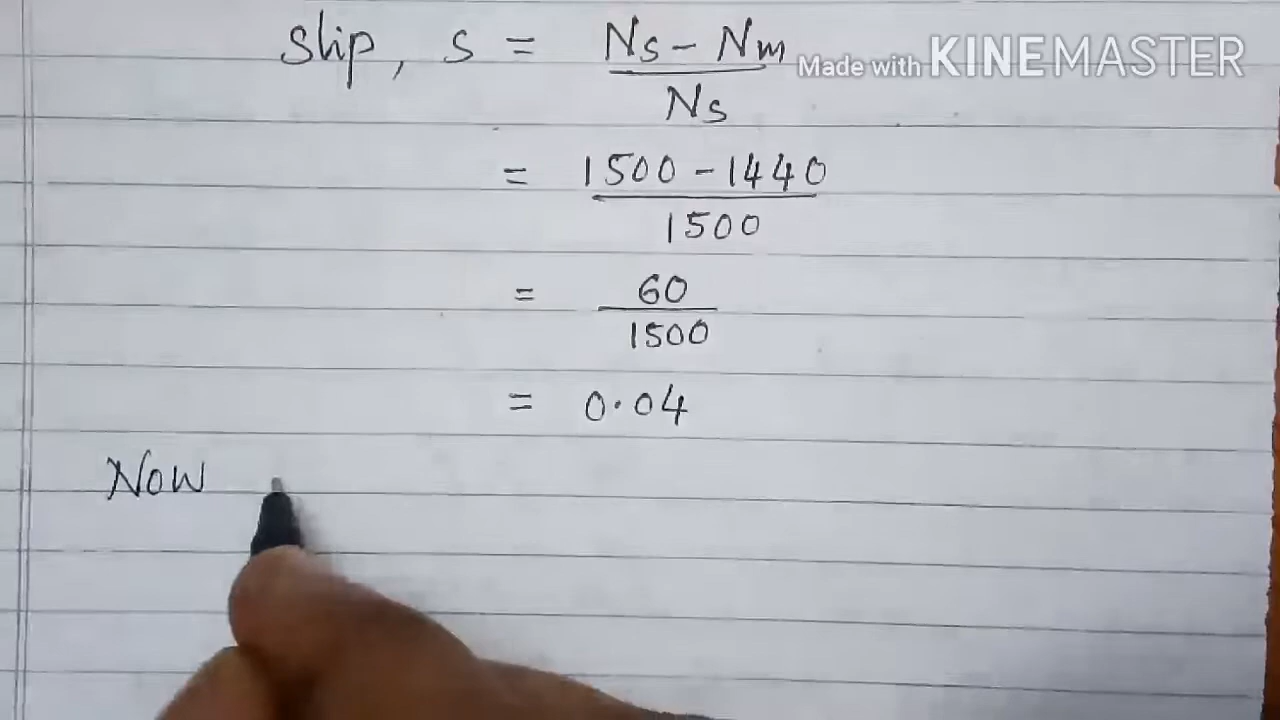 Slip, s = Ns - Nm
Made with KINEMASTER
Ns
= 1500 - 1440
1500
= 60
1500
= 0.04
Now